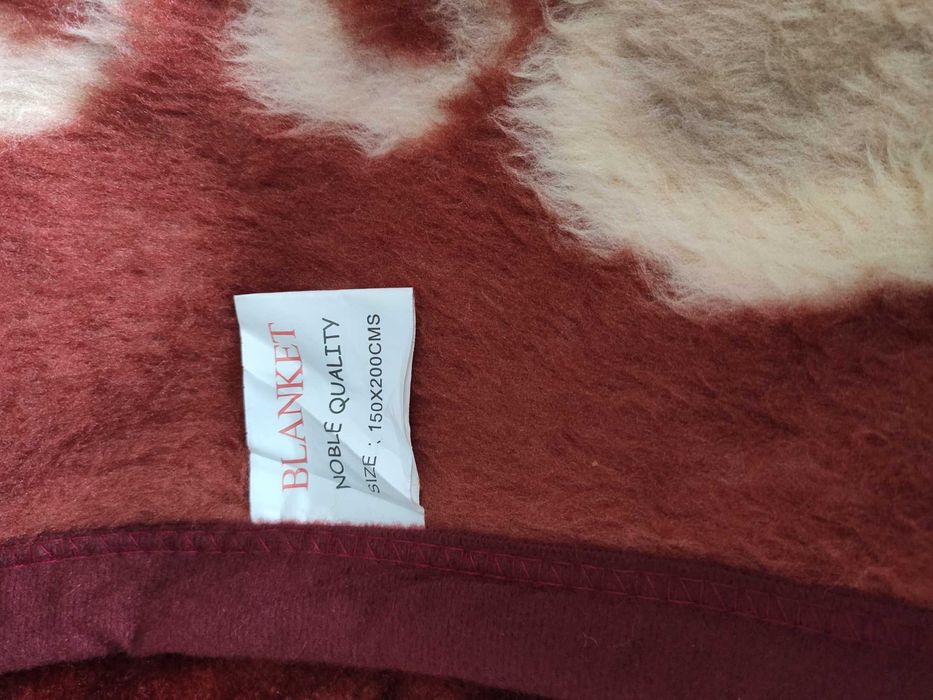 BLANKET
NOBLE QUALITY
SIZE : 150X200CMS